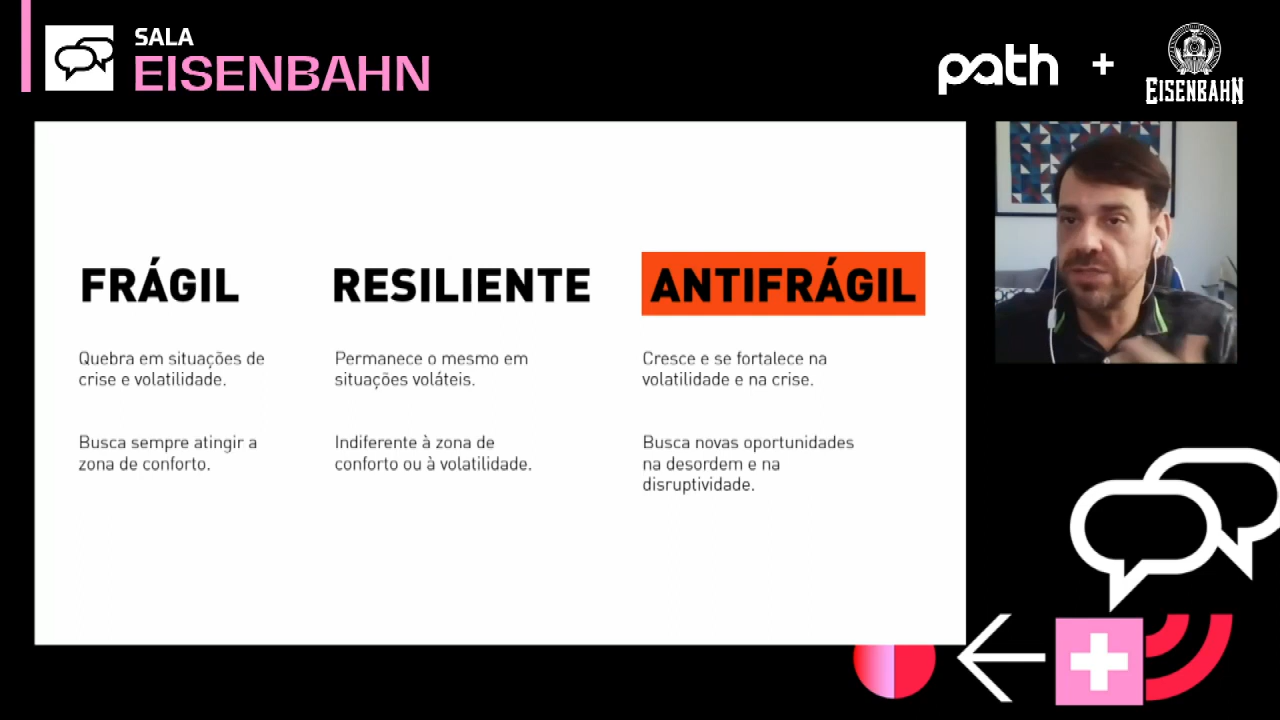 SALA
EISENBAHN
path + EISENBAHN
FRÁGIL
Quebra em situações de
crise e volatilidade.
Busca sempre atingir a
zona de conforto.
RESILIENTE
Permanece o mesmo em
situações voláteis.
Indiferente à zona de
conforto ou à volatilidade.
ANTIFRÁGIL
Cresce e se fortalece na
volatilidade e na crise.
Busca novas oportunidades
na desordem e na
disruptividade.